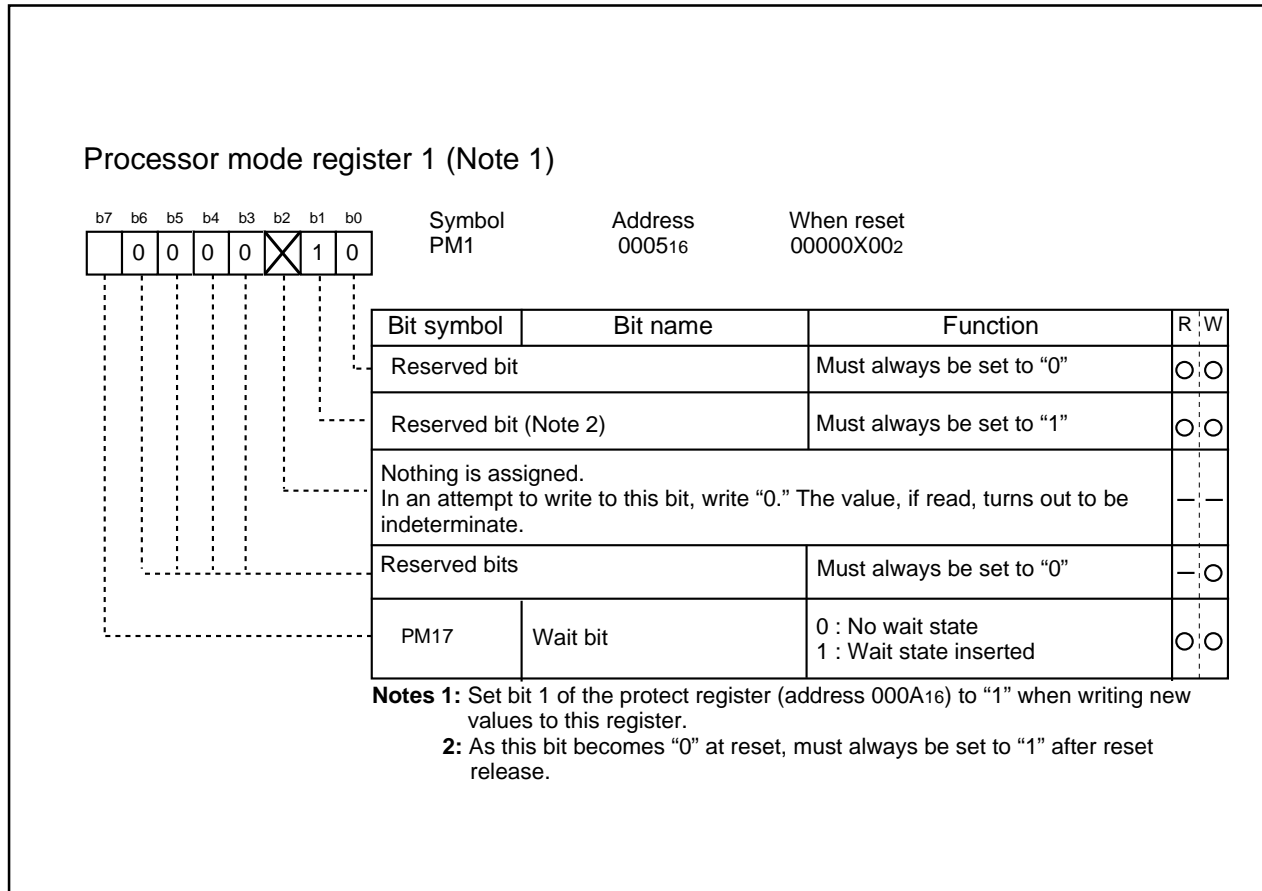 Processor mode register 1 (Note 1)
b7 b6 b5 b4 b3 b2 b1 b0
0 0 0 0 1 0
Symbol Address When reset
PM1 000516 00000X002
Bit symbol Bit name Function R W
Reserved bit Must always be set to “0”
Reserved bit (Note 2) Must always be set to “1”
Nothing is assigned.
In an attempt to write to this bit, write “0.” The value, if read, turns out to be
indeterminate.
Reserved bits Must always be set to “0”
PM17 Wait bit 0 : No wait state
1 : Wait state inserted
Notes 1: Set bit 1 of the protect register (address 000A16) to “1” when writing new
values to this register.
2: As this bit becomes “0” at reset, must always be set to “1” after reset
release.